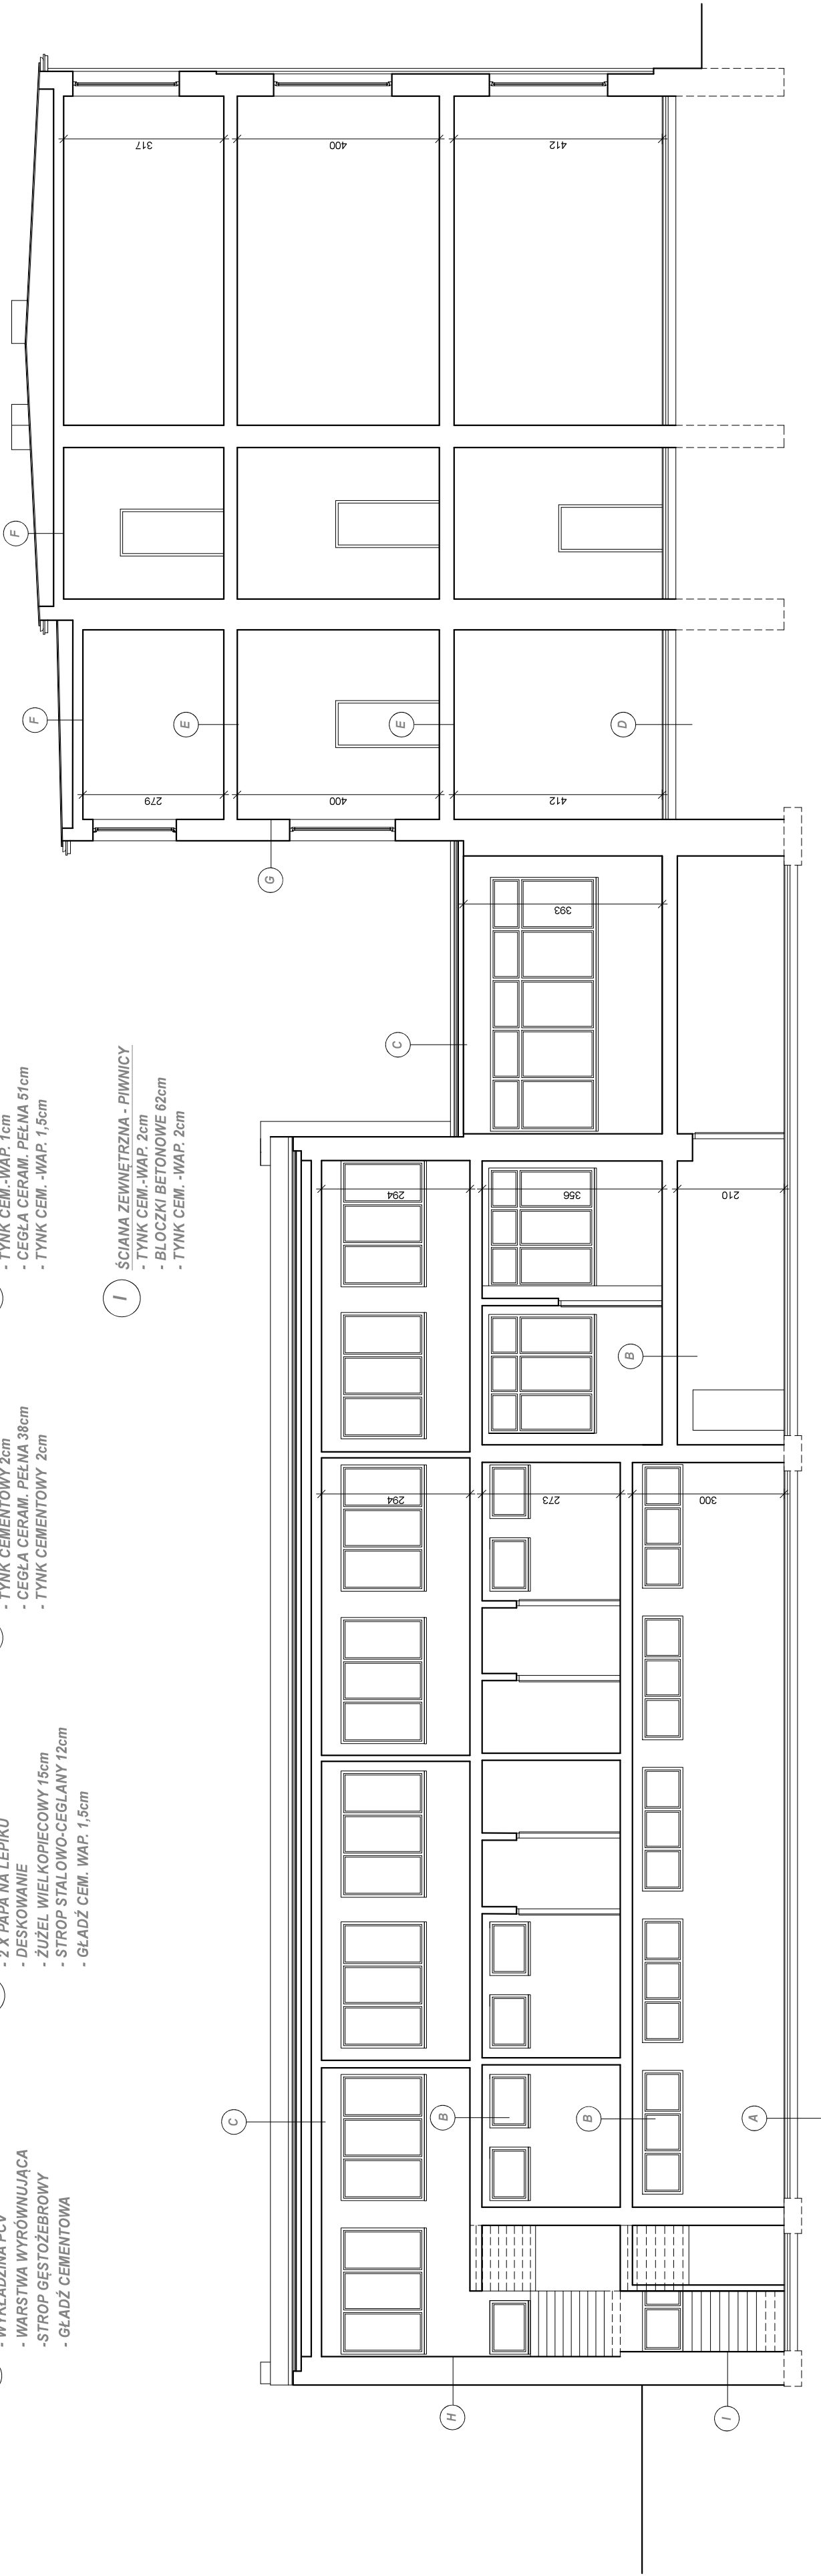 - WYKŁADZINA PCV
- WARSTWA WYRÓWNUJĄCA
-STROP GĘSTOŻEBROWY
- GŁADŹ CEMENTOWA
- 2 X PAPA NA LEPIKU
- DESKOWANIE
- ŻUŻEL WIELKOPIECOWY 15cm
- STROP STALOWO-CEGLANY 12cm
- GŁADŹ CEM. WAP. 1,5cm
- TYNK CEMENTOWY 2cm
- CEGŁA CERAM. PEŁNA 38cm
- TYNK CEMENTOWY 2cm
- TYNK CEM.-WAP. 1cm
- CEGŁA CERAM. PEŁNA 51cm
- TYNK CEM. -WAP. 1,5cm
I
ŚCIANA ZEWNĘTRZNA - PIWNICY
- TYNK CEM.-WAP. 2cm
- BLOCZKI BETONOWE 62cm
- TYNK CEM. -WAP. 2cm
H
I
C
B
B
A
294
273
300
B
294
356
210
C
393
G
F
E
E
D
279
400
412
F
317
400
412